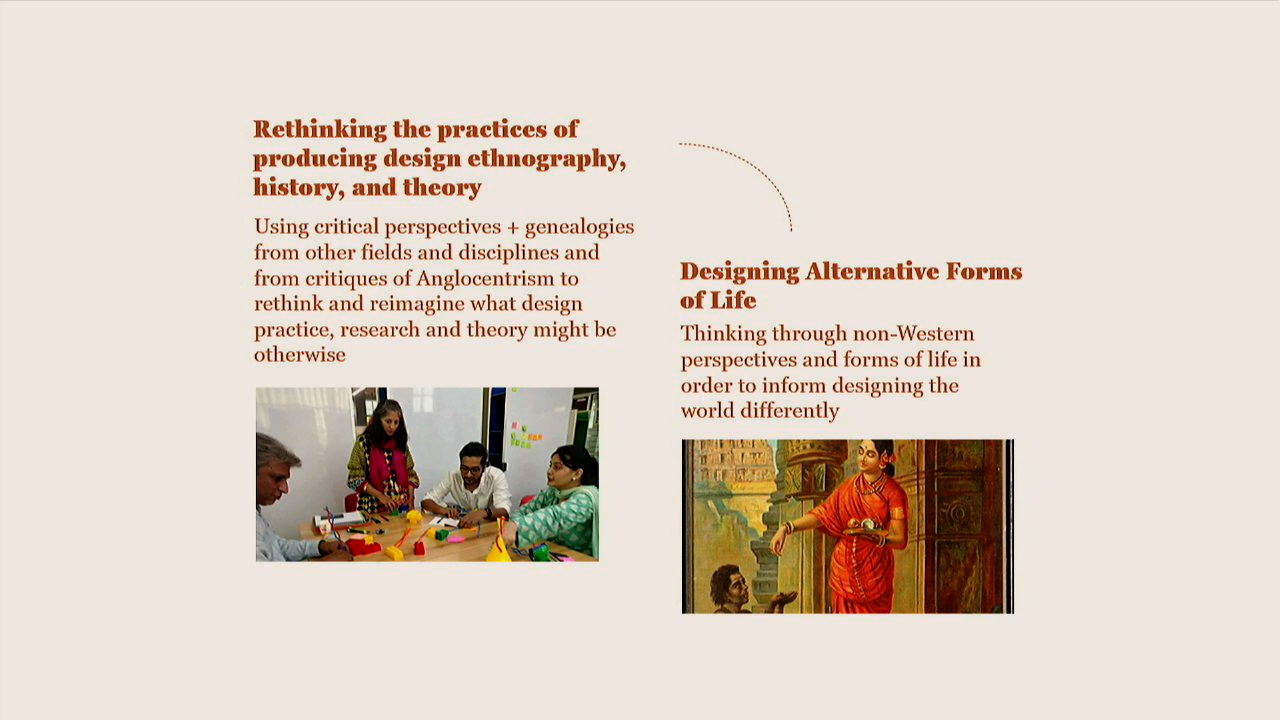 Rethinking the practices of
producing design ethnography,
history, and theory
Using critical perspectives + genealogies
from other fields and disciplines and
from critiques of Anglocentrism to
rethink and reimagine what design
practice, research and theory might be
otherwise
Designing Alternative Forms
of Life
Thinking through non-Western
perspectives and forms of life in
order to inform designing the
world differently